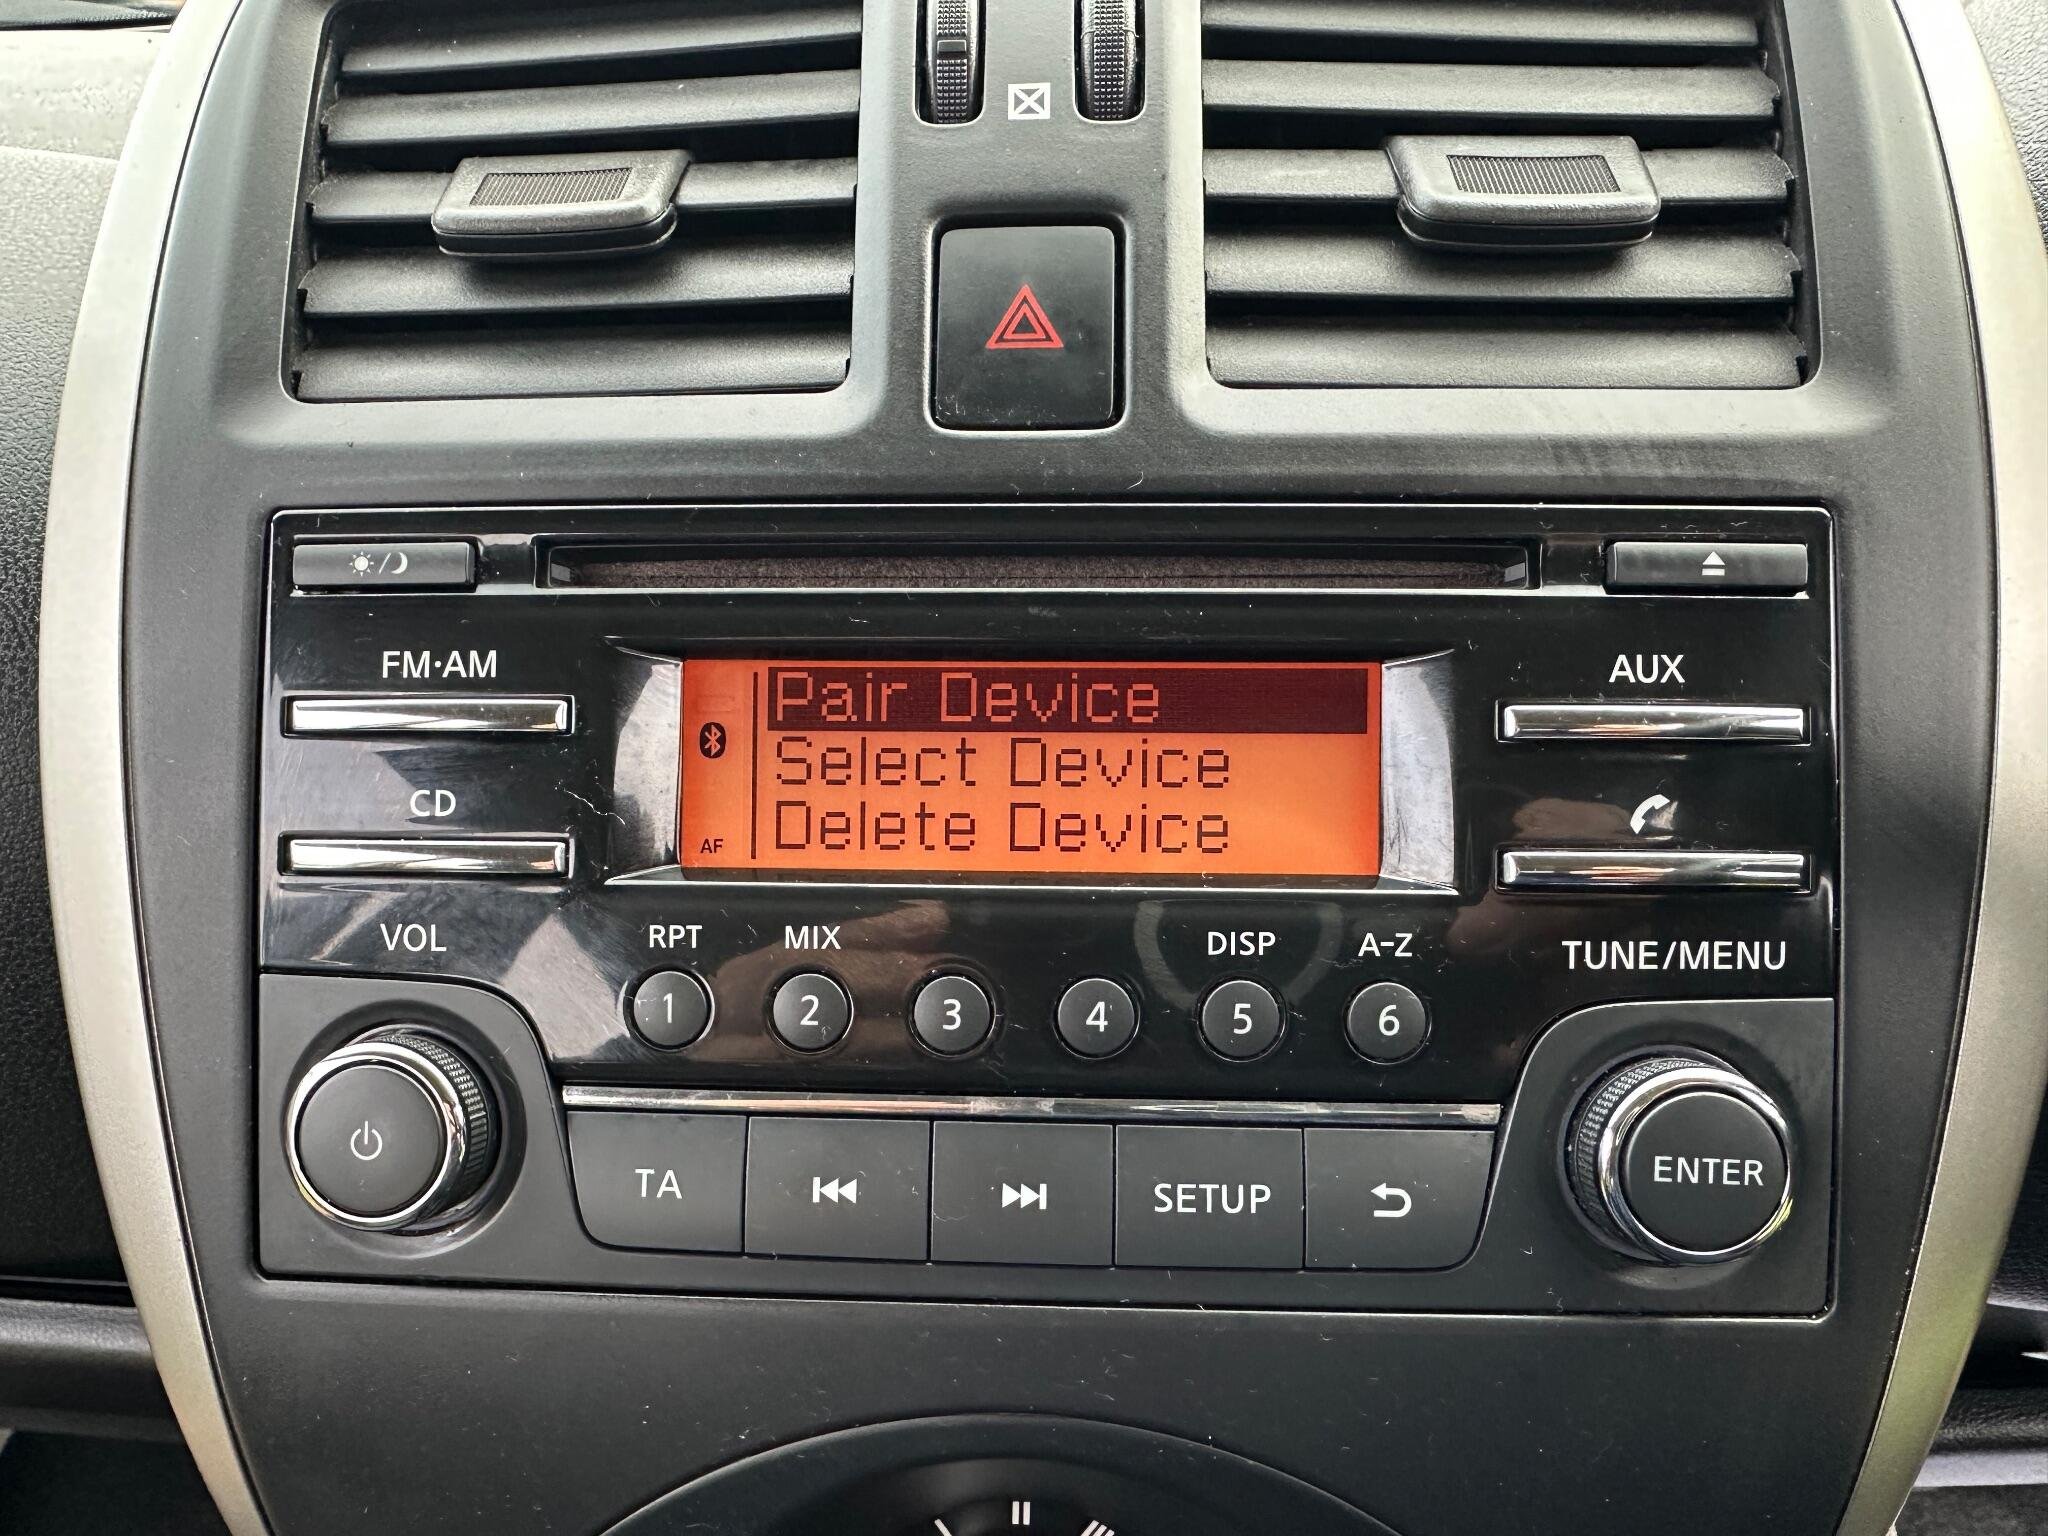 FM·AM
AUX
Pair Device
Select Device
Delete Device
AF
CD
VOL
RPT
MIX
DISP
A-Z
TUNE/MENU
1
2
3
4
5
6
TA
SETUP
ENTER